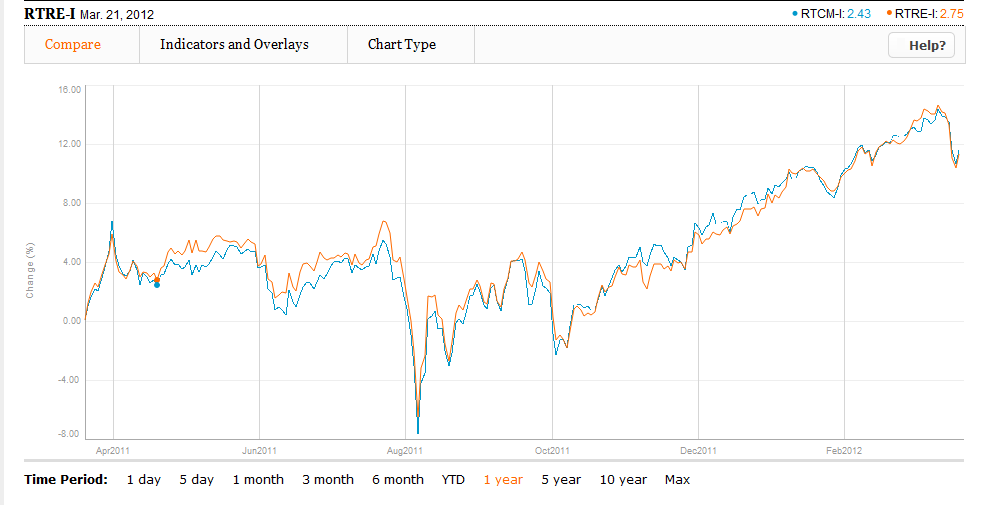 RTRE-I Mar. 21, 2012 RTCM-I: 2.43 RTRE-I: 2.75
Compare Indicators and Overlays Chart Type Help?
Change (%)
16.00
12.00
8.00
4.00
0.00
-4.00
-8.00
Apr2011 Jun2011 Aug2011 Oct2011 Dec2011 Feb2012
Time Period: 1 day 5 day 1 month 3 month 6 month YTD 1 year 5 year 10 year Max